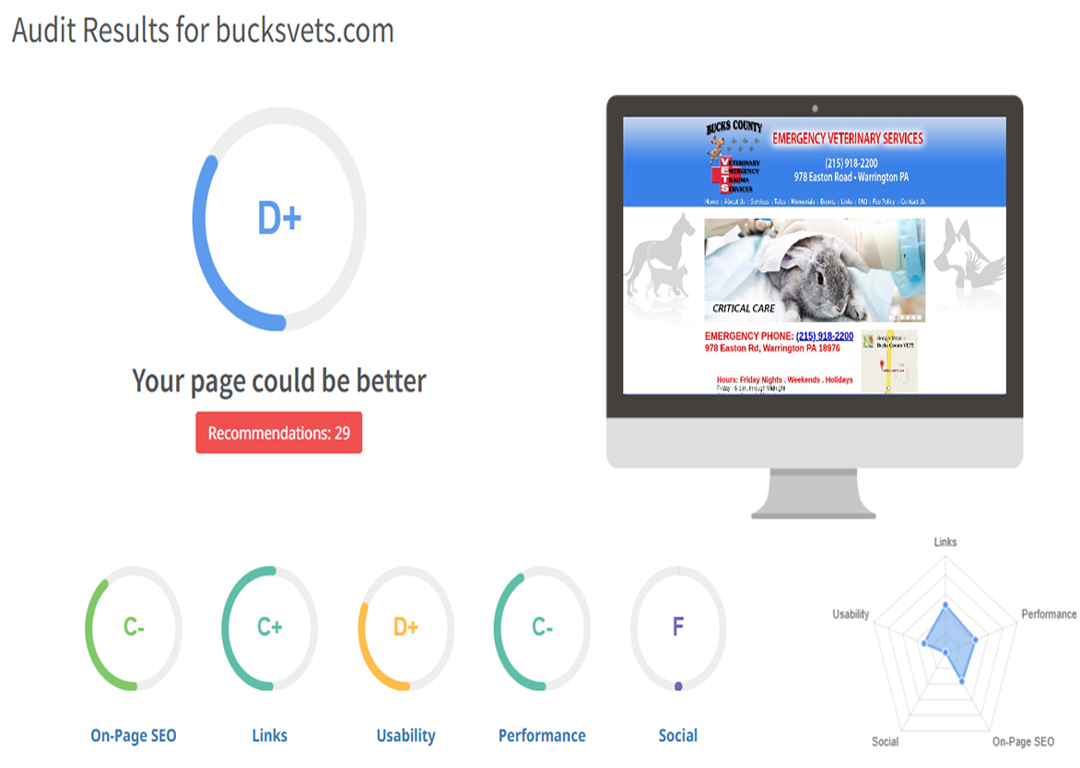 Audit Results for bucksvets.com
D+
Your page could be better
Recommendations: 29
BUCKS COUNTY
VETERINARY
EMERGENCY
TRAUMA
SERVICES
EMERGENCY VETERINARY SERVICES
(215) 918-2200
978 Easton Road • Warrington PA
Home | About Us | Services | Tales | Memorials | Events | Links | FAQ | Fee Policy | Contact Us
CRITICAL CARE
EMERGENCY PHONE: (215) 918-2200
978 Easton Rd, Warrington PA 18976
Bucks County VETS
Hours: Friday Nights , Weekends , Holidays
Friday - 6 p.m. through Midnight
C-
C+
D+
C-
F
On-Page SEO
Links
Usability
Performance
Social
Links
Usability
Performance
Social
On-Page SEO